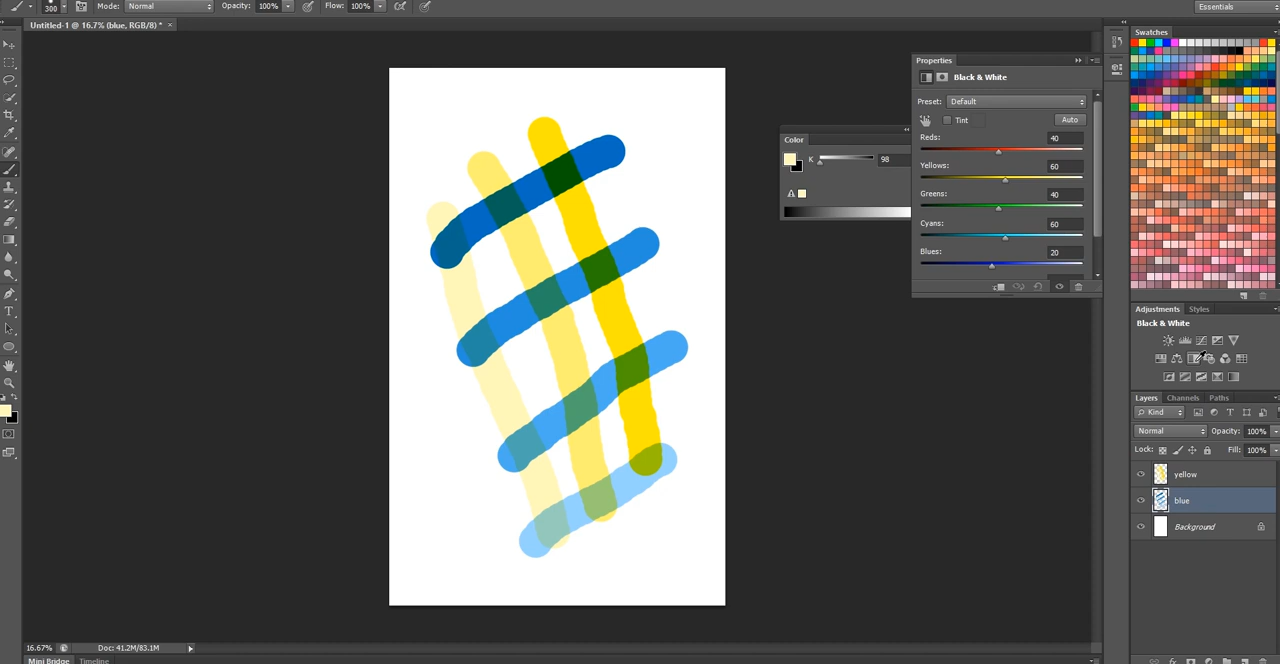 300 Mode: Normal Opacity: 100% Flow: 100% Essentials
Untitled-1 @ 16.7% (blue, RGB/8) * ×
Swatches
Properties
Black & White
Preset: Default
Tint Auto
Reds: 40
Yellows: 60
Greens: 40
Cyans: 60
Blues: 20
Color
K 98
Adjustments Styles
Black & White
Layers Channels Paths
Kind
Normal Opacity: 100%
Lock: Fill: 100%
yellow
blue
Background
16.67% Doc: 41.2M/83.1M
Mini Bridge Timeline